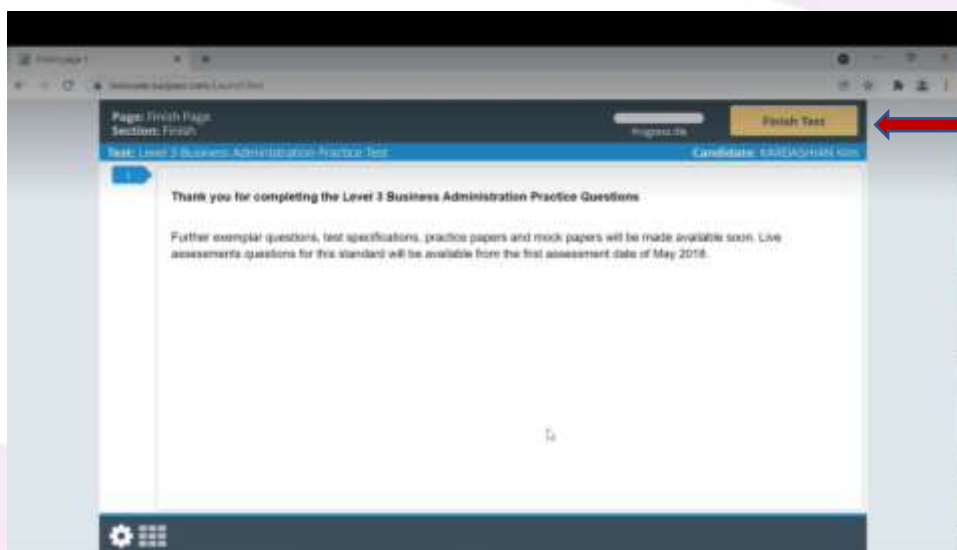 Page: Finish Page
Section: Finish
Progress
Finish Test
Test: Level 3 Business Administration Practice Test
Candidate: KARDASHIAN Kim
1
Thank you for completing the Level 3 Business Administration Practice Questions
Further exemplar questions, test specifications, practice papers and mock papers will be made available soon. Live
assessments questions for this standard will be available from the first assessment date of May 2018.